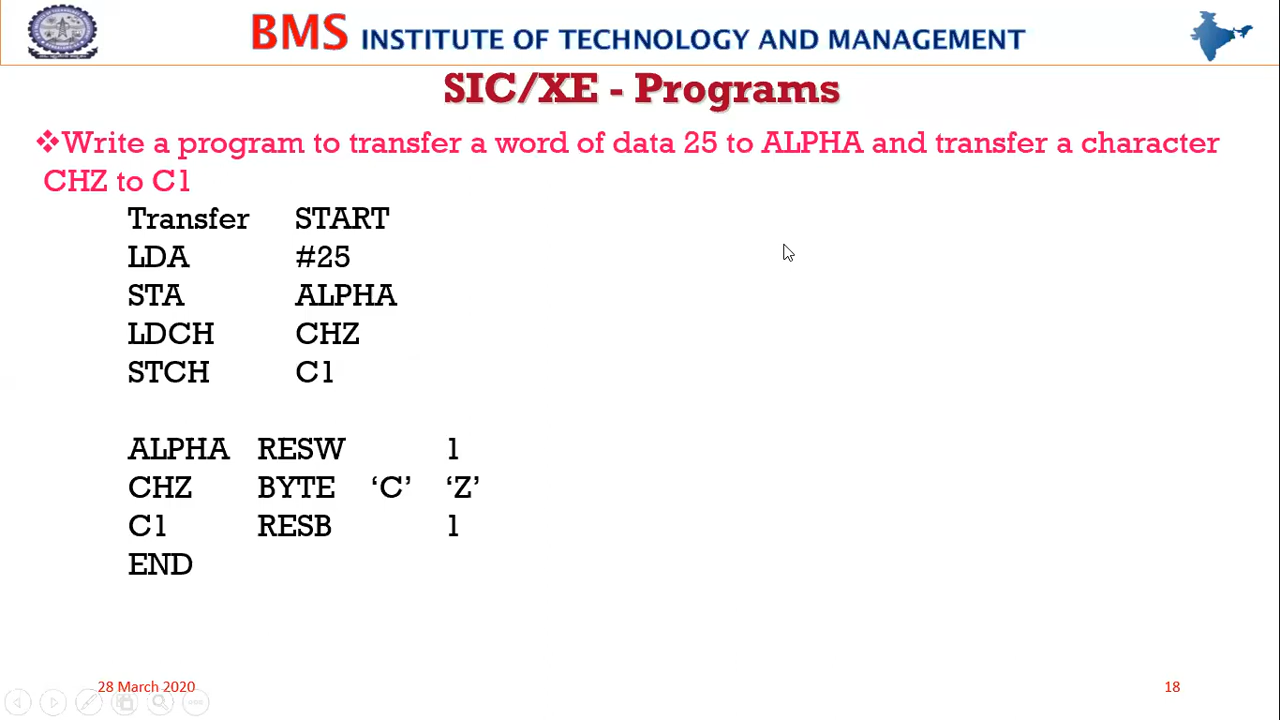 BMS INSTITUTE OF TECHNOLOGY AND MANAGEMENT
SIC/XE - Programs
❖Write a program to transfer a word of data 25 to ALPHA and transfer a character
CHZ to C1
Transfer START
LDA #25
STA ALPHA
LDCH CHZ
STCH C1
ALPHA RESW 1
CHZ BYTE ‘C’ ‘Z’
C1 RESB 1
END
28 March 2020 18